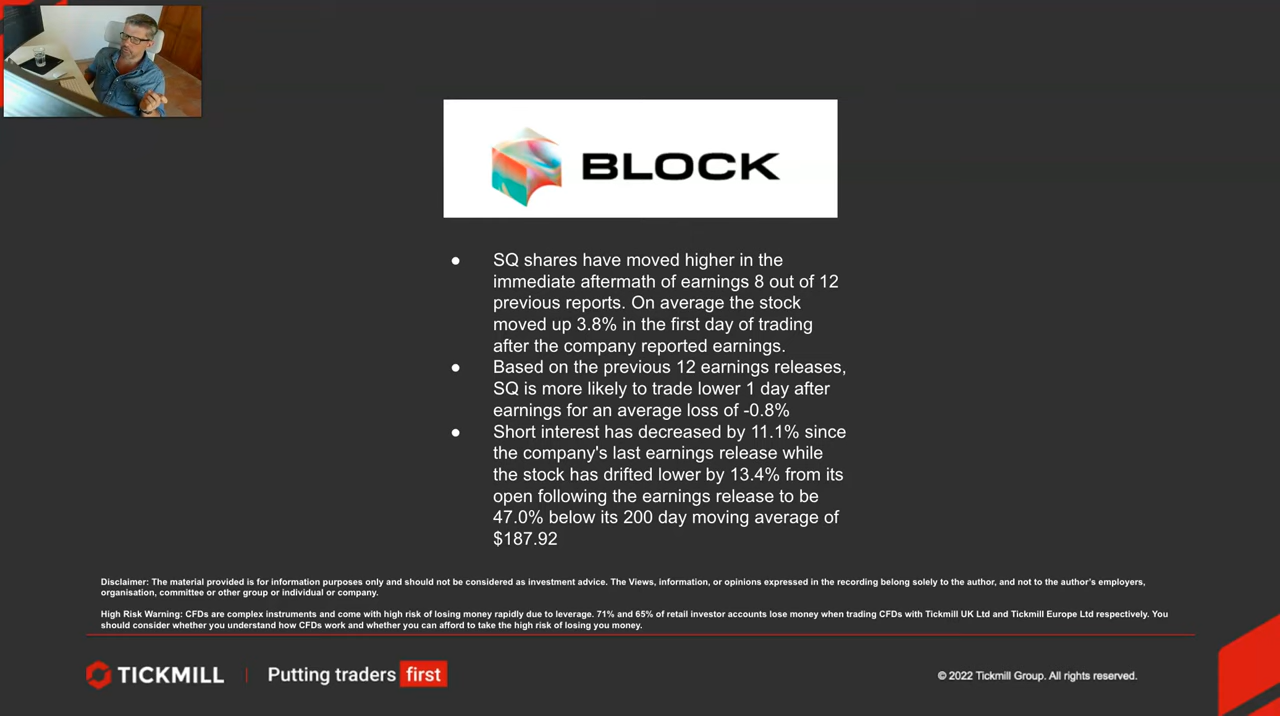 BLOCK
● SQ shares have moved higher in the
immediate aftermath of earnings 8 out of 12
previous reports. On average the stock
moved up 3.8% in the first day of trading
after the company reported earnings.
● Based on the previous 12 earnings releases,
SQ is more likely to trade lower 1 day after
earnings for an average loss of -0.8%
● Short interest has decreased by 11.1% since
the company's last earnings release while
the stock has drifted lower by 13.4% from its
open following the earnings release to be
47.0% below its 200 day moving average of
$187.92
Disclaimer: The material provided is for information purposes only and should not be considered as investment advice. The Views, information, or opinions expressed in the recording belong solely to the author, and not to the author's employers,
organisation, committee or other group or individual or company.
High Risk Warning: CFDs are complex instruments and come with high risk of losing money rapidly due to leverage. 71% and 65% of retail investor accounts lose money when trading CFDs with Tickmill UK Ltd and Tickmill Europe Ltd respectively. You
should consider whether you understand how CFDs work and whether you can afford to take the high risk of losing you money.
TICKMILL | Putting traders first
© 2022 Tickmill Group. All rights reserved.